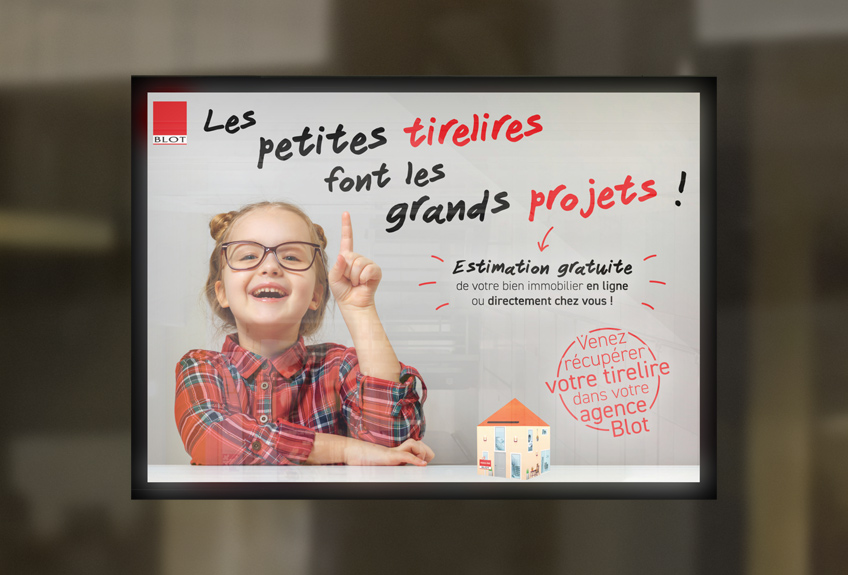 BLOT
Les
petites tirelires
font les
grands projets !
Estimation gratuite
de votre bien immobilier en ligne
ou directement chez vous !
Venez
récupérer
votre tirelire
dans votre
agence
Blot